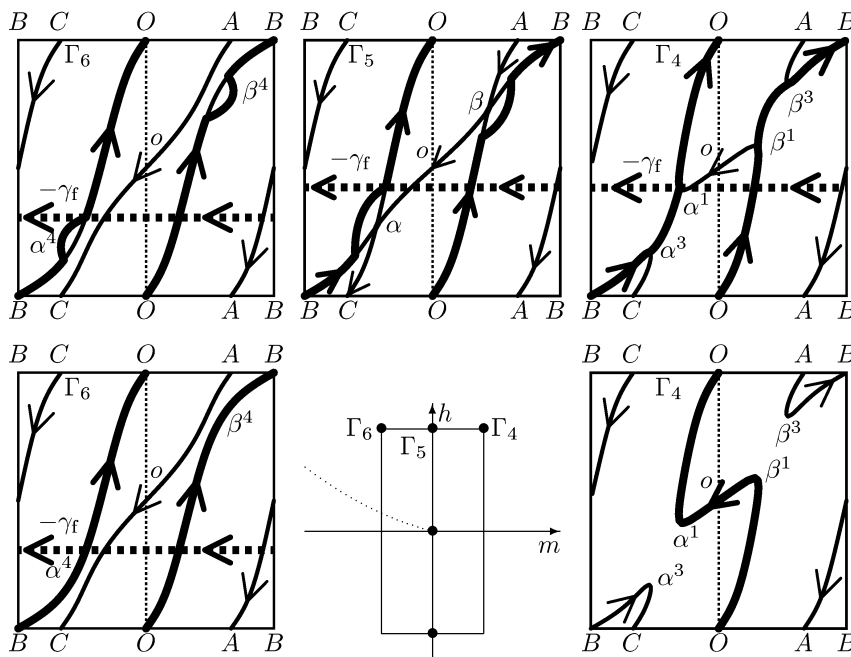 B C O A B B C O A B B C O A B
Γ₆ Γ₅ Γ₄
β⁴ β β³
o o o β¹
−γf −γf −γf
α⁴ α α¹
α³
B C O A B B C O A B B C O A B
B C O A B B C O A B
Γ₆ h Γ₄
β⁴ Γ₆ Γ₅ Γ₄ β³
o o β¹
−γf m α¹
α⁴ α³
B C O A B B C O A B